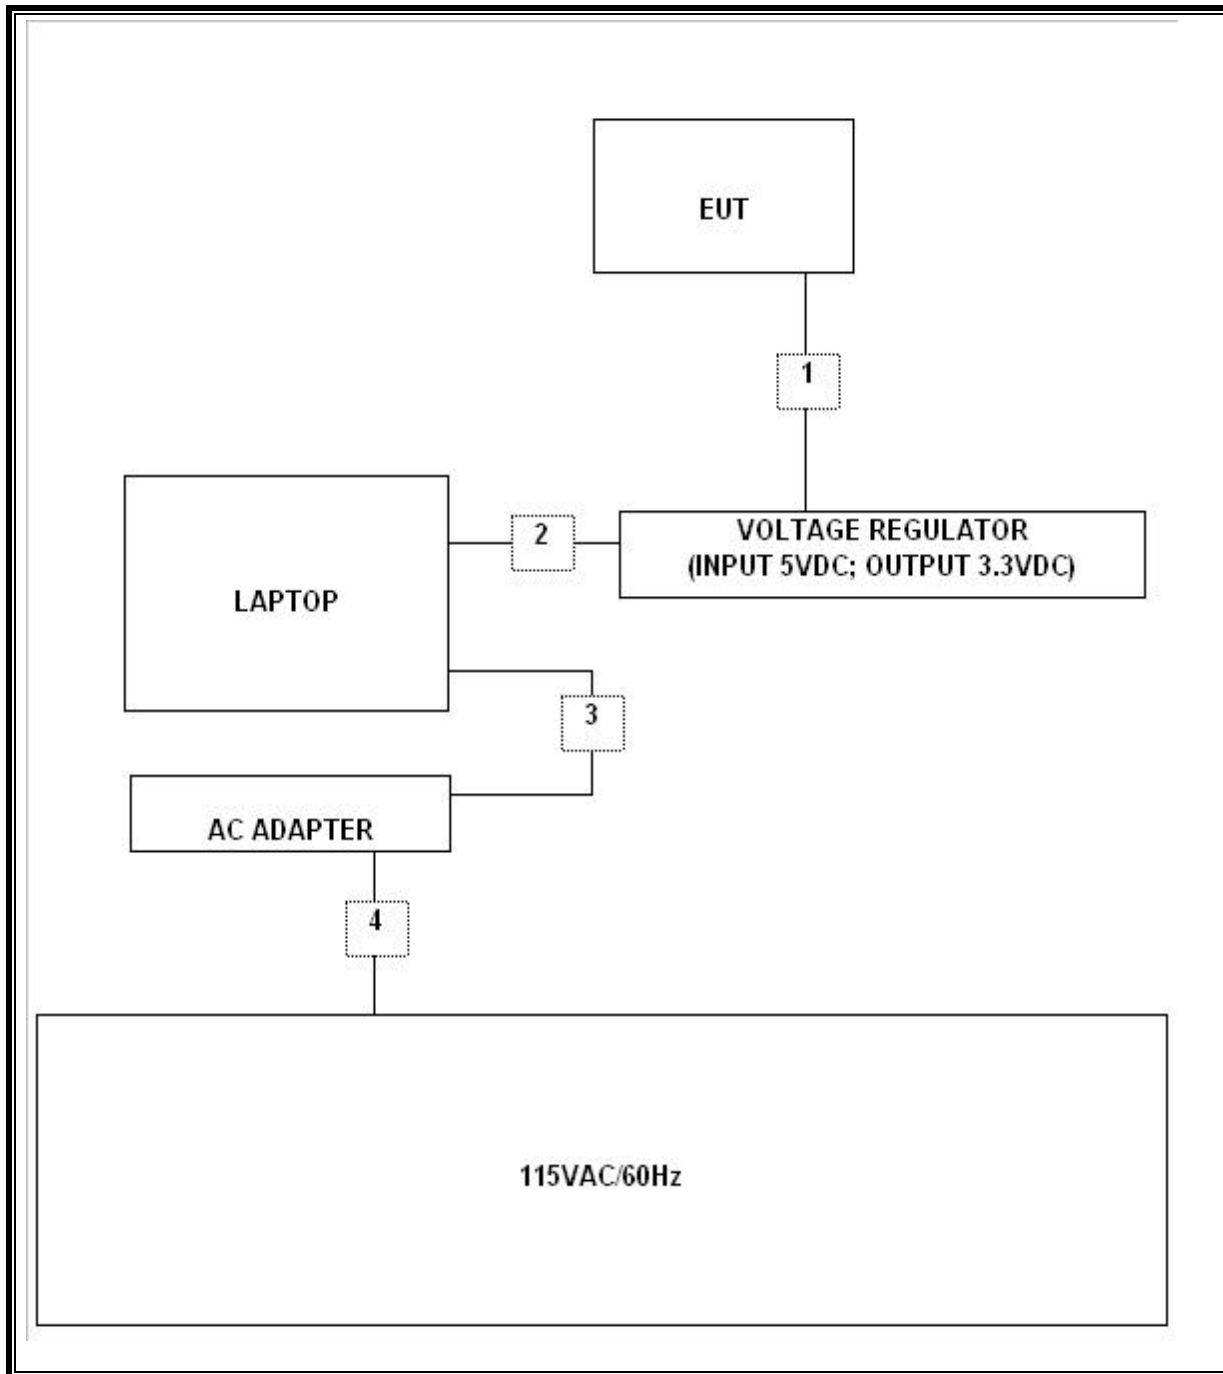 EUT
1
2
VOLTAGE REGULATOR
(INPUT 5VDC; OUTPUT 3.3VDC)
LAPTOP
3
AC ADAPTER
4
115VAC/60Hz